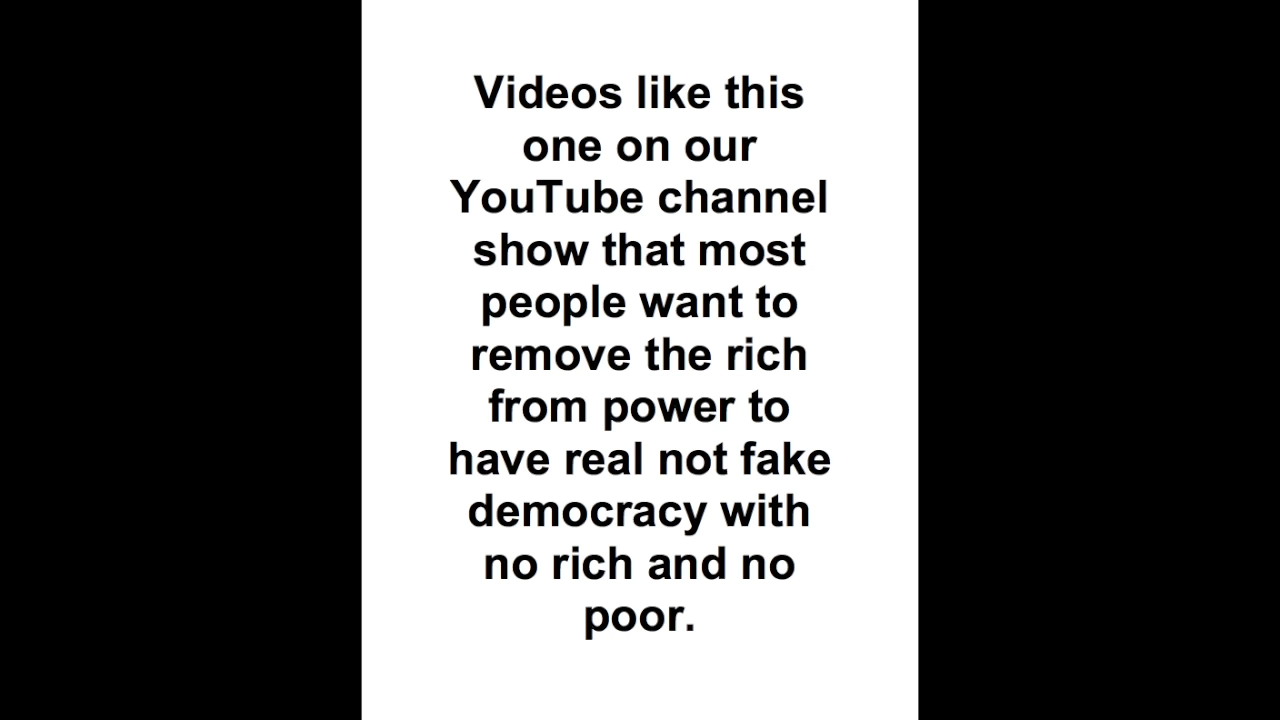 Videos like this
one on our
YouTube channel
show that most
people want to
remove the rich
from power to
have real not fake
democracy with
no rich and no
poor.